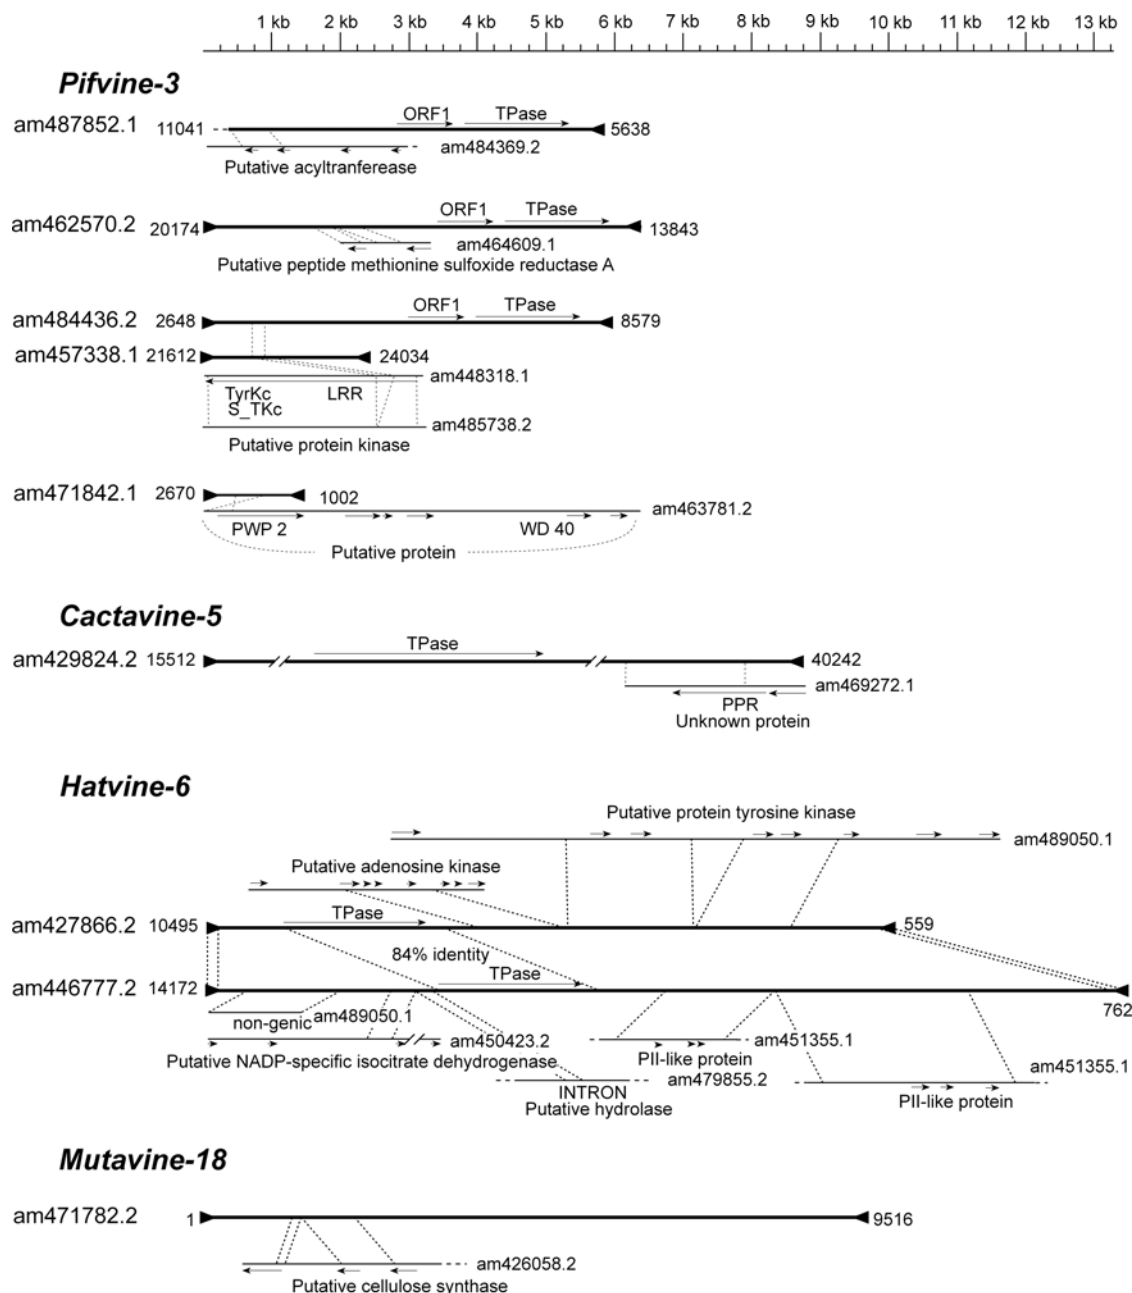 1 kb 2 kb 3 kb 4 kb 5 kb 6 kb 7 kb 8 kb 9 kb 10 kb 11 kb 12 kb 13 kb
Pifvine-3
ORF1 TPase
am487852.1 11041 5638
am484369.2
Putative acyltranferease
ORF1 TPase
am462570.2 20174 13843
am464609.1
Putative peptide methionine sulfoxide reductase A
ORF1 TPase
am484436.2 2648 8579
am457338.1 21612 24034
am448318.1
TyrKc LRR
S_TKc
am485738.2
Putative protein kinase
am471842.1 2670 1002
am463781.2
PWP 2 WD 40
Putative protein
Cactavine-5
TPase
am429824.2 15512 40242
am469272.1
PPR
Unknown protein
Hatvine-6
Putative protein tyrosine kinase
am489050.1
Putative adenosine kinase
TPase
am427866.2 10495 559
84% identity
TPase
am446777.2 14172 762
am489050.1
non-genic
am450423.2 am451355.1
Putative NADP-specific isocitrate dehydrogenase PII-like protein am451355.1
am479855.2
INTRON
Putative hydrolase PII-like protein
Mutavine-18
am471782.2 1 9516
am426058.2
Putative cellulose synthase